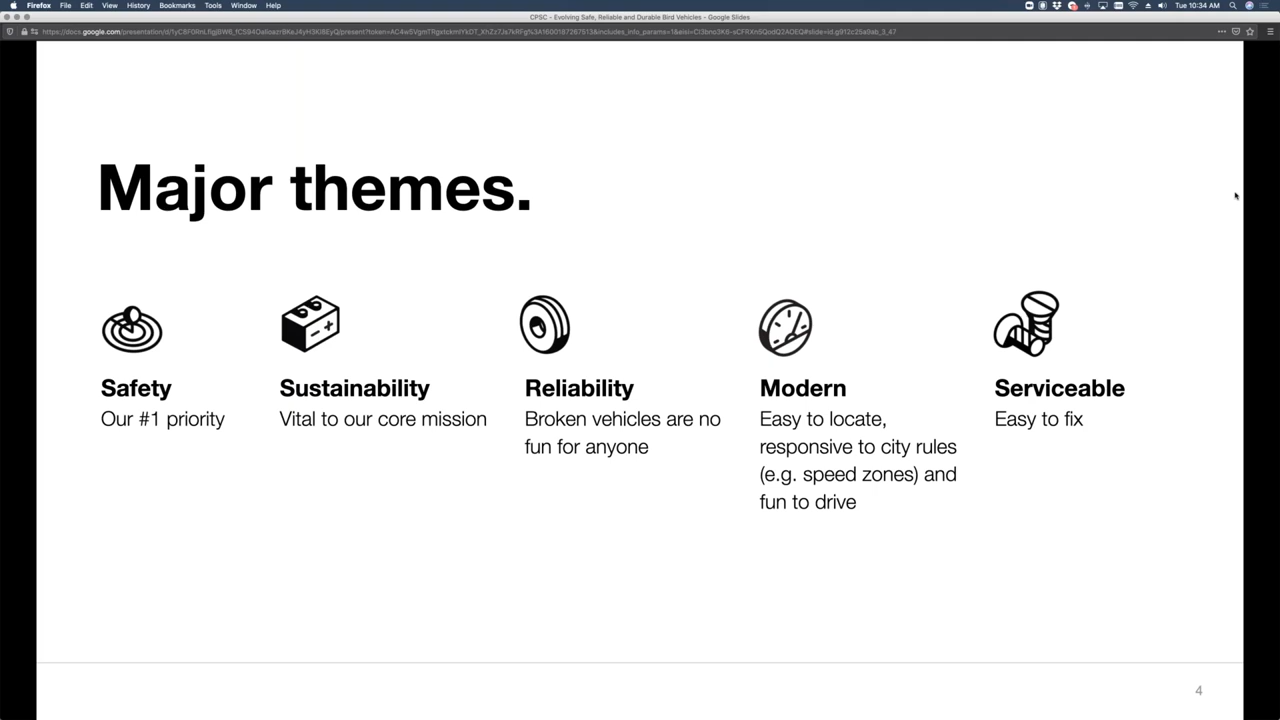 Firefox File Edit View History Bookmarks Tools Window Help
Tue 10:34 AM
CPSC - Evolving Safe, Reliable and Durable Bird Vehicles - Google Slides
Major themes.
Safety
Our #1 priority
Sustainability
Vital to our core mission
Reliability
Broken vehicles are no
fun for anyone
Modern
Easy to locate,
responsive to city rules
(e.g. speed zones) and
fun to drive
Serviceable
Easy to fix
4